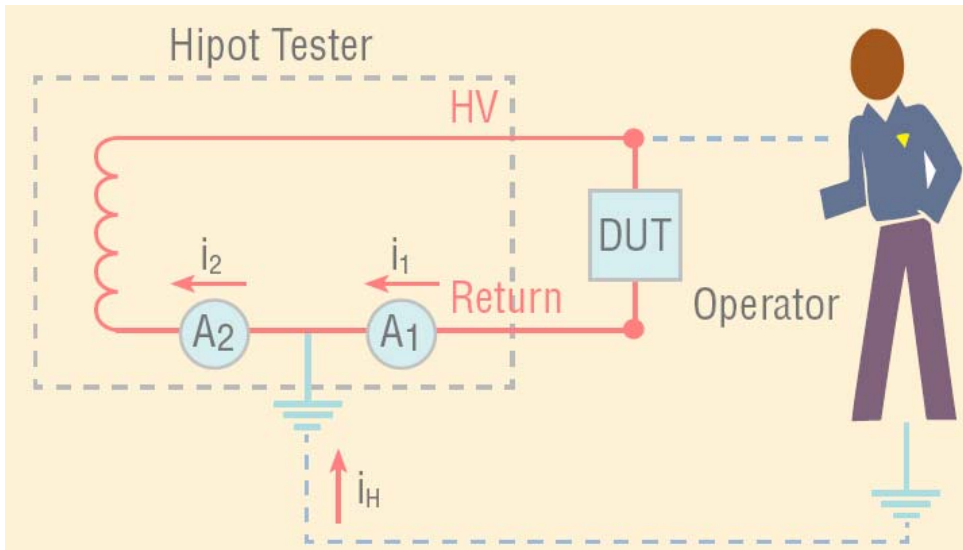 Hipot Tester
HV
DUT
i2
i1
Return
Operator
A2
A1
iH